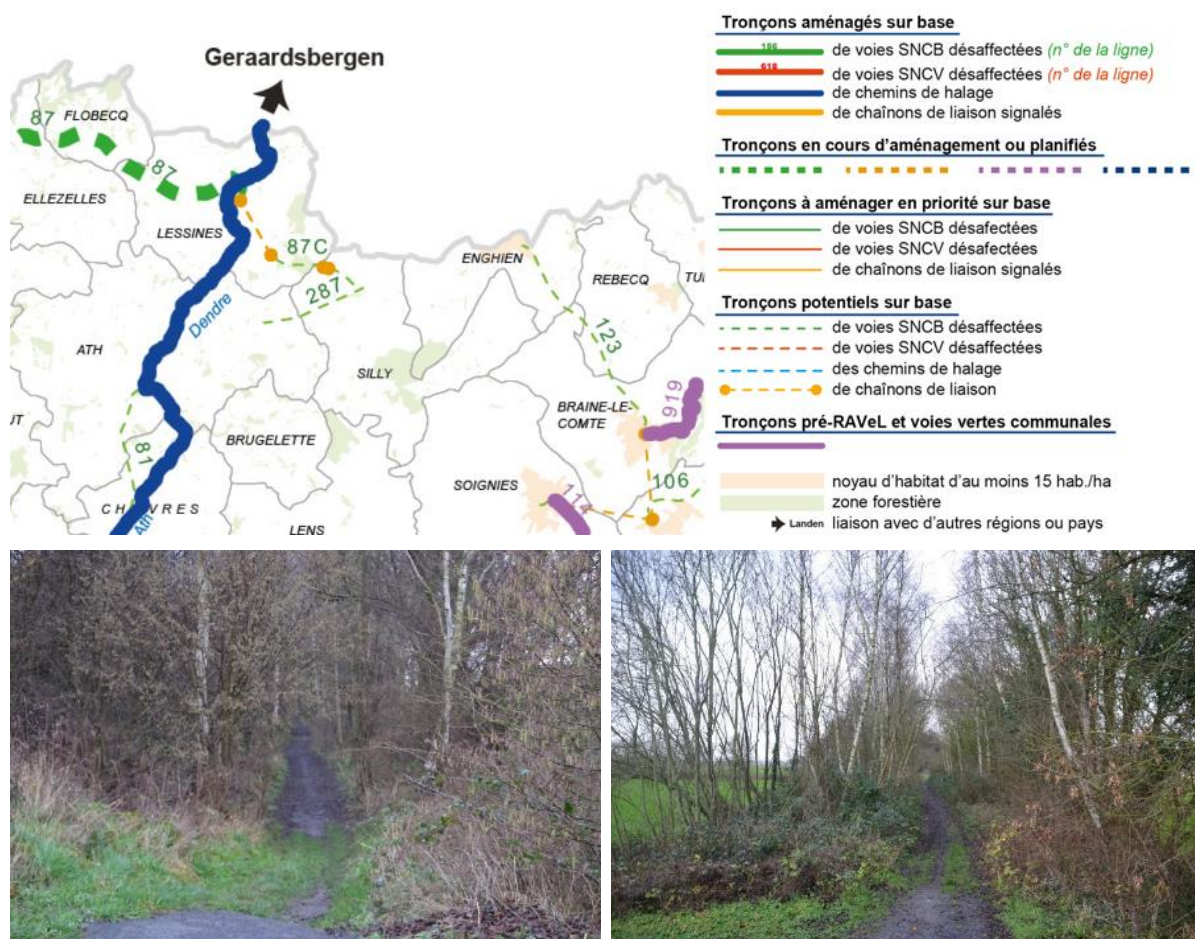 Geraardsbergen
87
FLOBECQ
87
ELLEZELLES
LESSINES
87C
287
ENGHIEN
REBECQ
Dendre
123
ATH
SILLY
919
BRAINE-LE-
COMTE
UT
81
BRUGELETTE
106
SOIGNIES
114
CHIÈVRES
Ath
LENS
Tronçons aménagés sur base
186
de voies SNCB désaffectées (n° de la ligne)
618
de voies SNCV désaffectées (n° de la ligne)
de chemins de halage
de chaînons de liaison signalés
Tronçons en cours d'aménagement ou planifiés
Tronçons à aménager en priorité sur base
de voies SNCB désafectées
de voies SNCV désafectées
de chaînons de liaison signalés
Tronçons potentiels sur base
de voies SNCB désaffectées
de voies SNCV désaffectées
des chemins de halage
de chaînons de liaison
Tronçons pré-RAVeL et voies vertes communales
noyau d'habitat d'au moins 15 hab./ha
zone forestière
Landen liaison avec d'autres régions ou pays